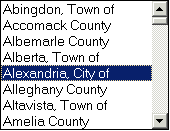 Abingdon, Town of
Accomack County
Albemarle County
Alberta, Town of
Alexandria, City of
Alleghany County
Altavista, Town of
Amelia County